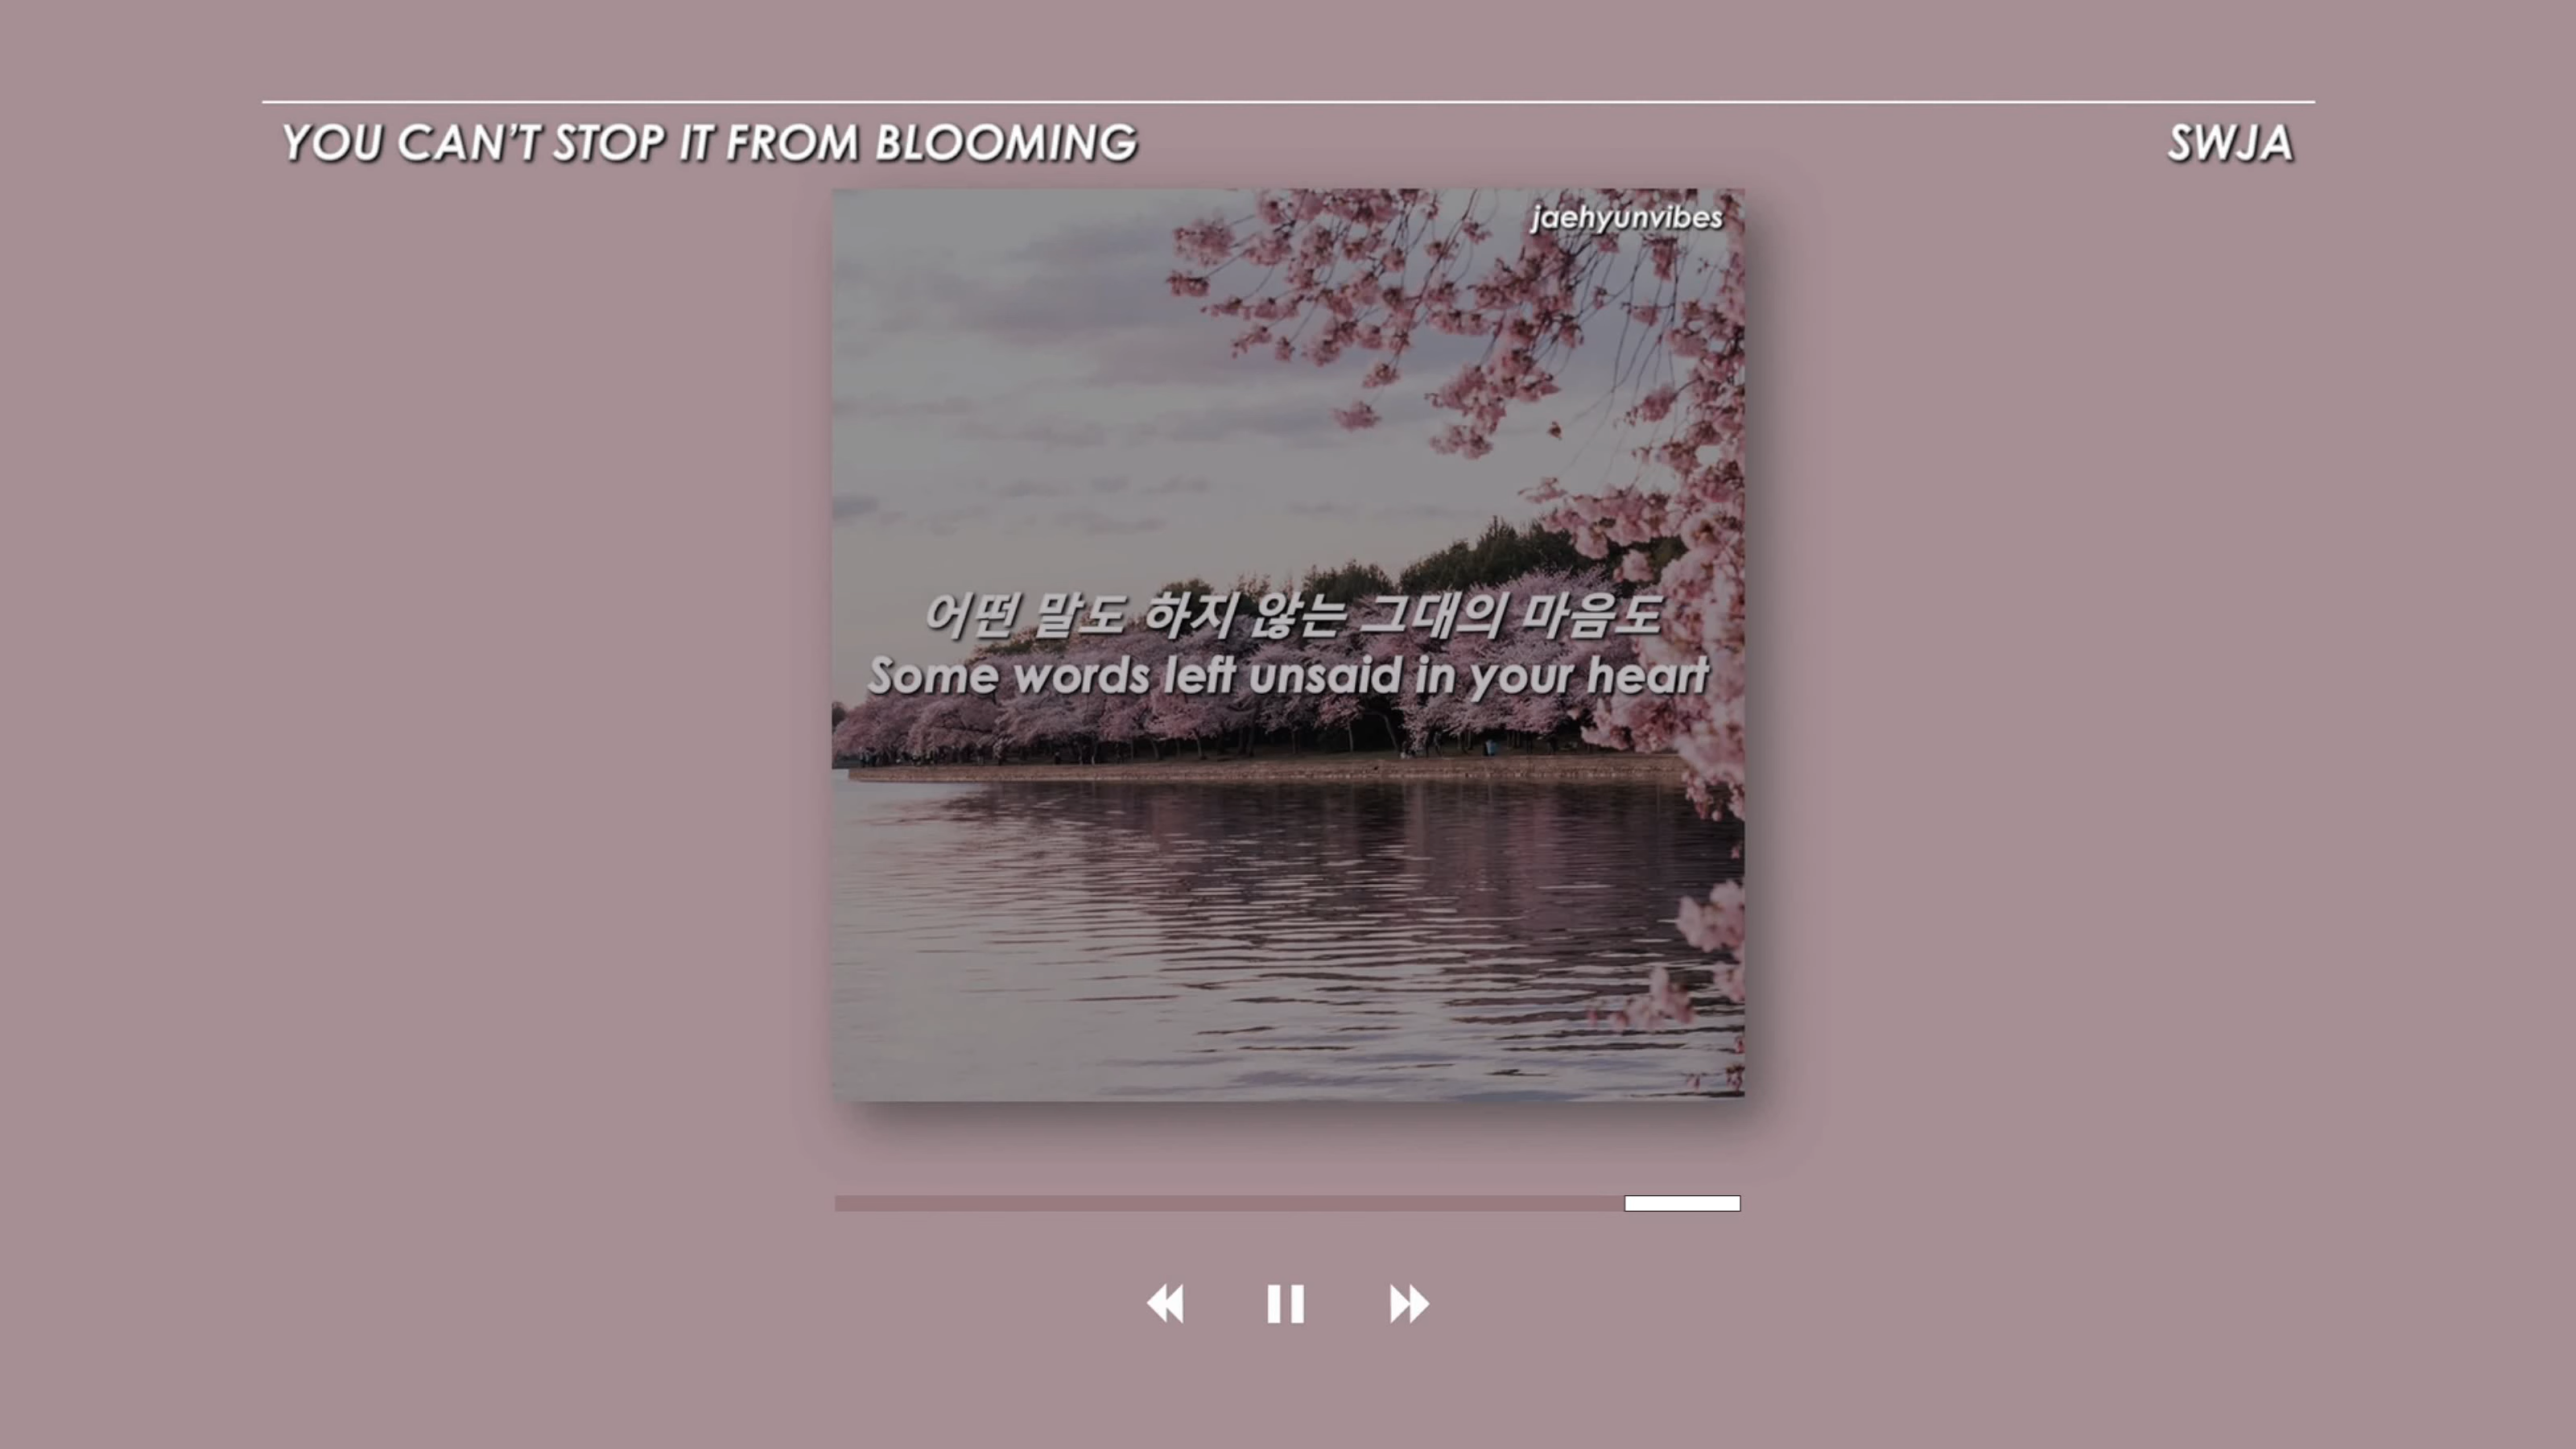 YOU CAN'T STOP IT FROM BLOOMING
SWJA
jaehyunvibes
어떤 말도 하지 않는 그대의 마음도
Some words left unsaid in your heart